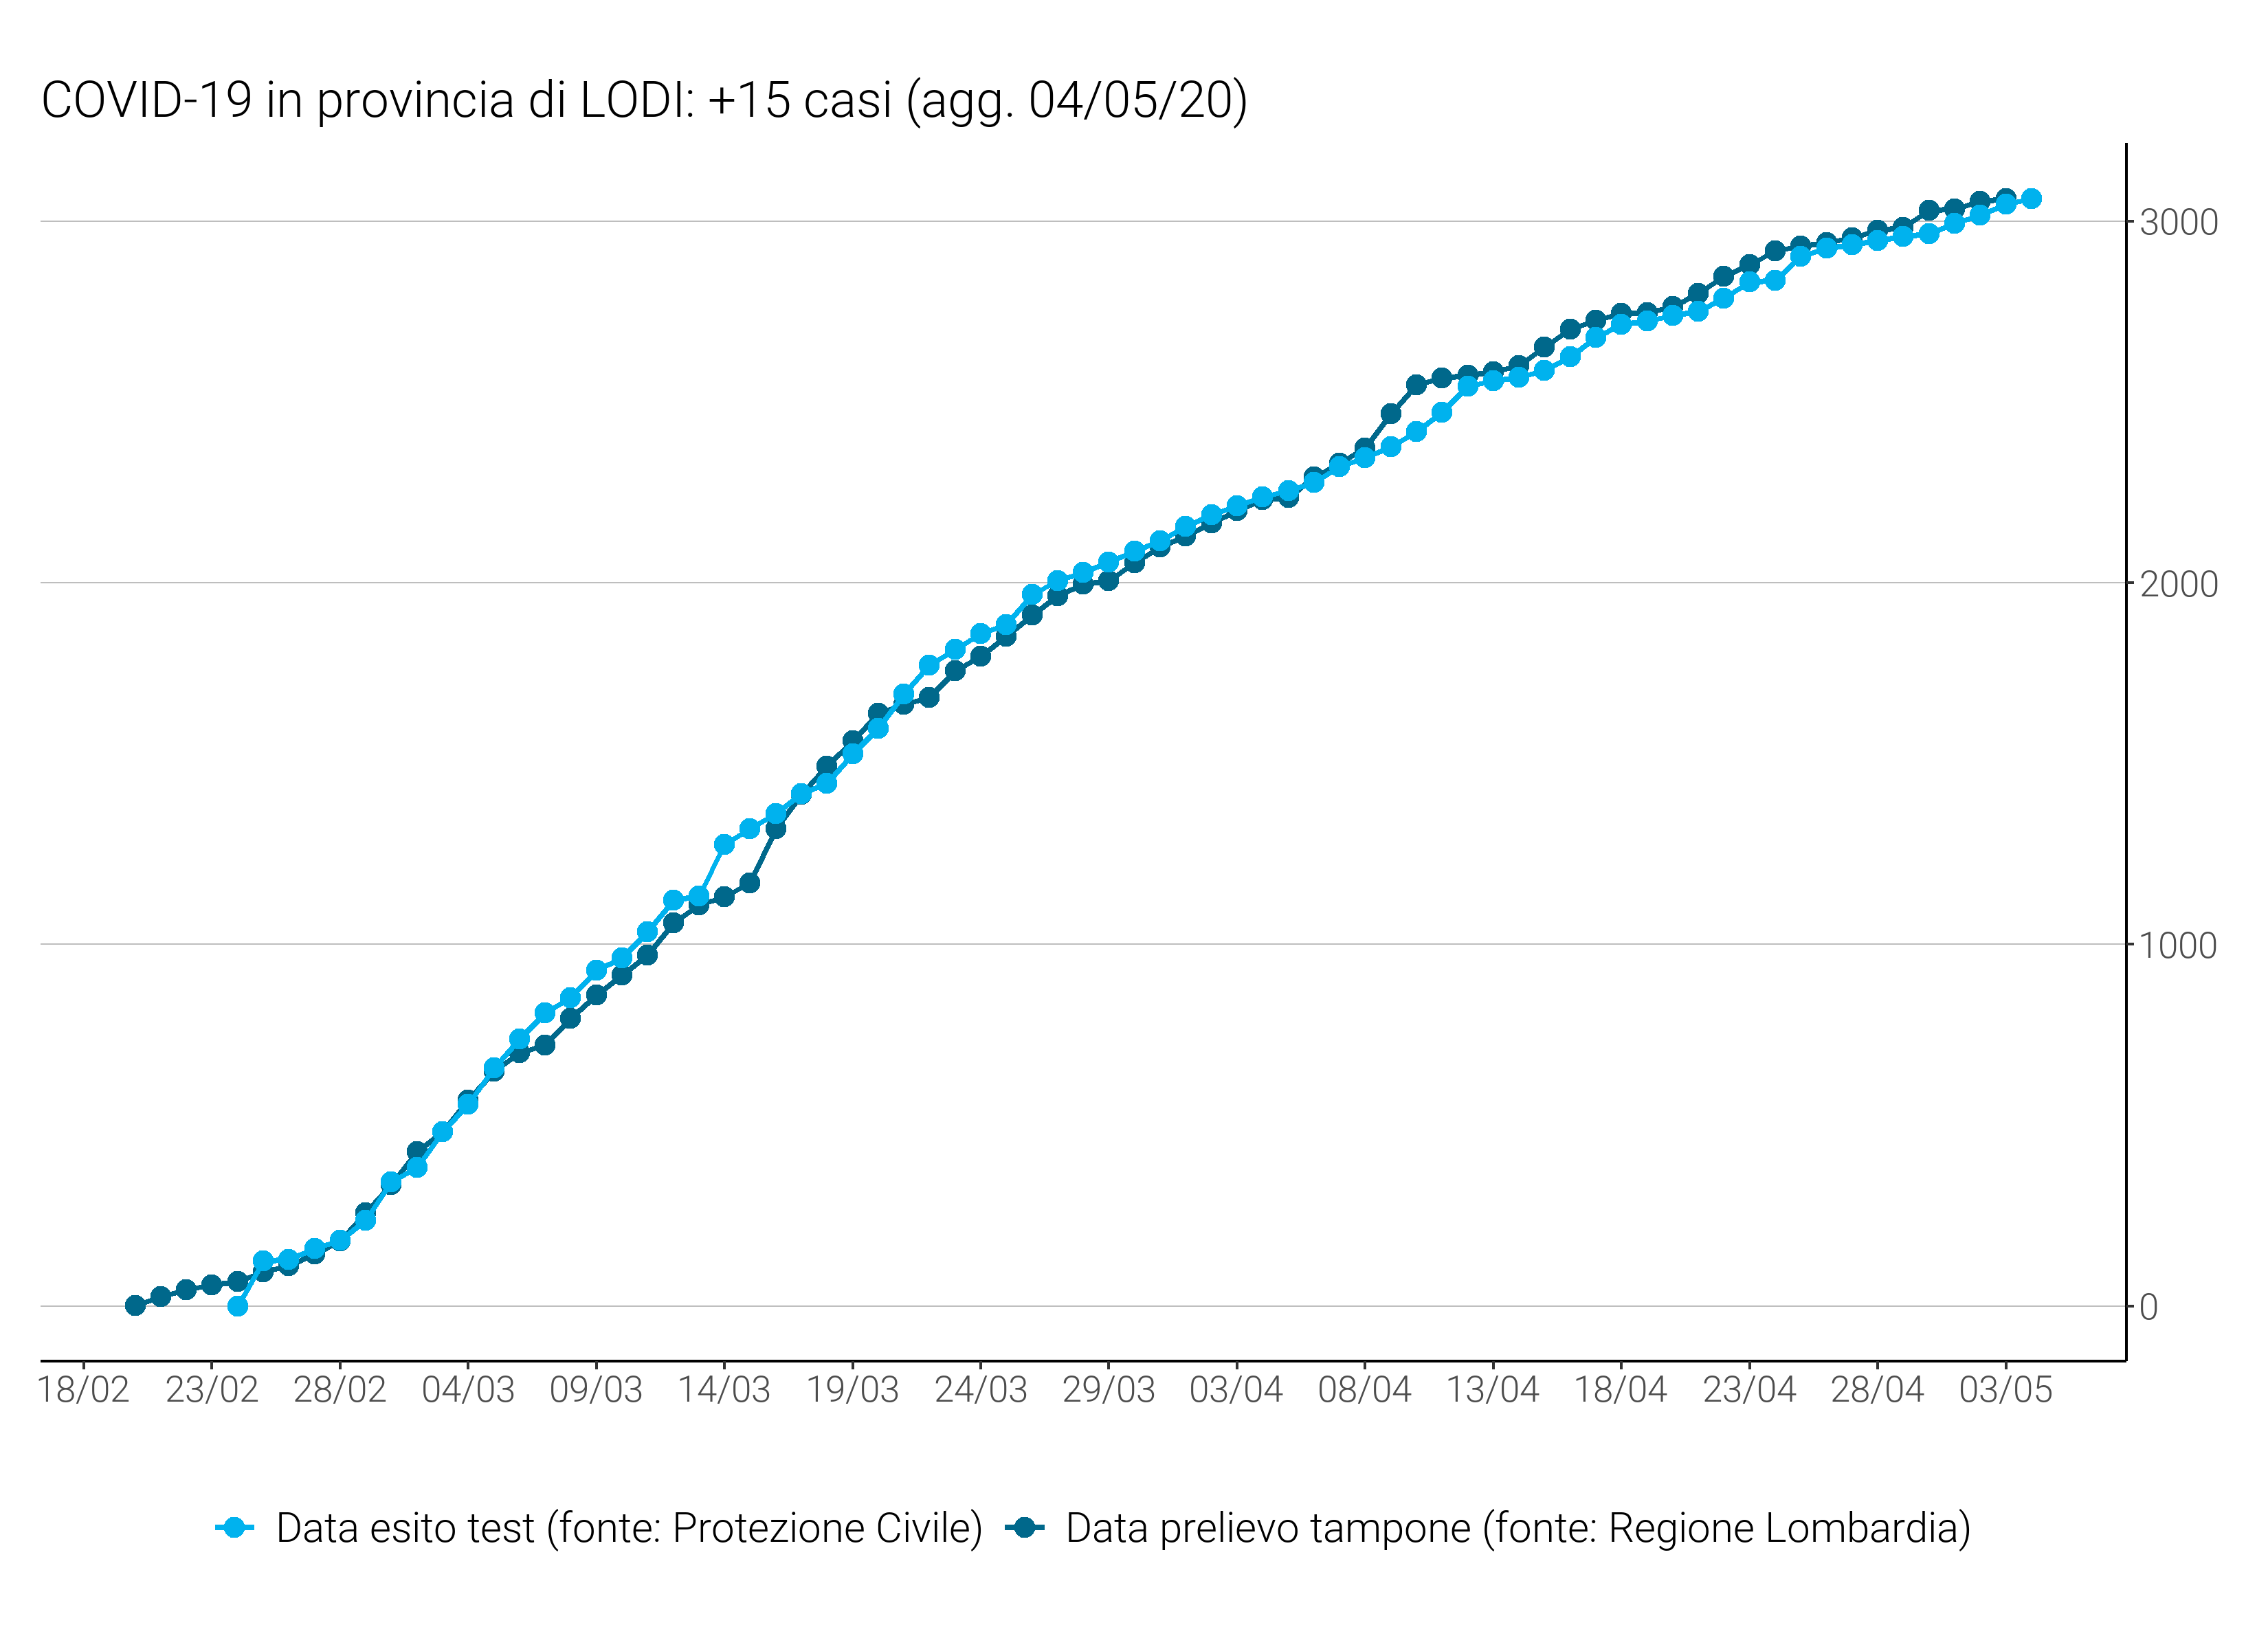 COVID-19 in provincia di LODI: +15 casi (agg. 04/05/20)
3000
2000
1000
0
18/02 23/02 28/02 04/03 09/03 14/03 19/03 24/03 29/03 03/04 08/04 13/04 18/04 23/04 28/04 03/05
Data esito test (fonte: Protezione Civile) Data prelievo tampone (fonte: Regione Lombardia)